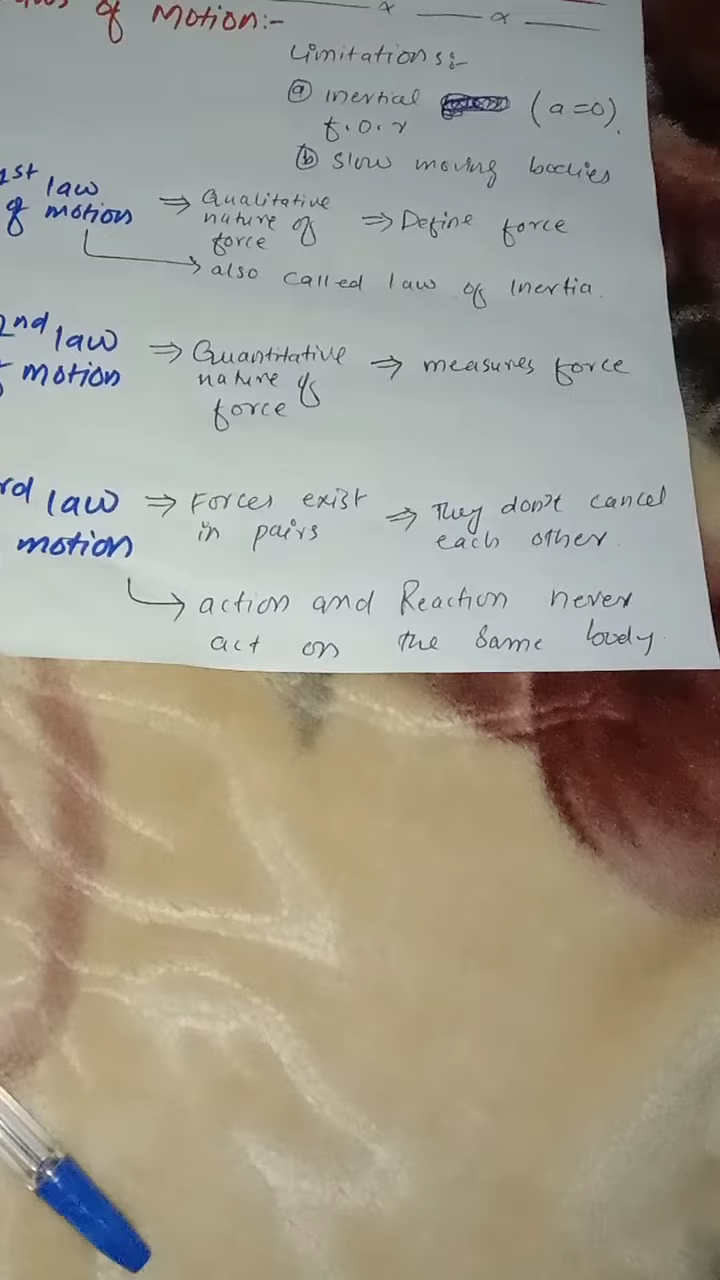 of Motion:-
Limitations:-
(a) inertial (a=0).
f.o.r
(b) slow moving bodies
1st law
of motion
⇒ Qualitative
nature of
force
⇒ Define force
→ also called law of Inertia.
2nd law
motion
⇒ Quantitative
nature of
force
⇒ measures force
rd law
motion
⇒ Forces exist
in pairs
⇒ They don't cancel
each other.
→ action and Reaction never
act on the same body.